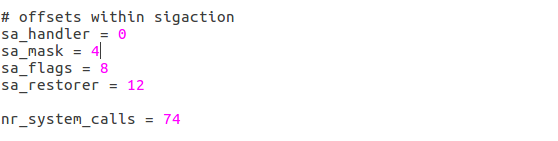 # offsets within sigaction
sa_handler = 0
sa_mask = 4
sa_flags = 8
sa_restorer = 12
nr_system_calls = 74